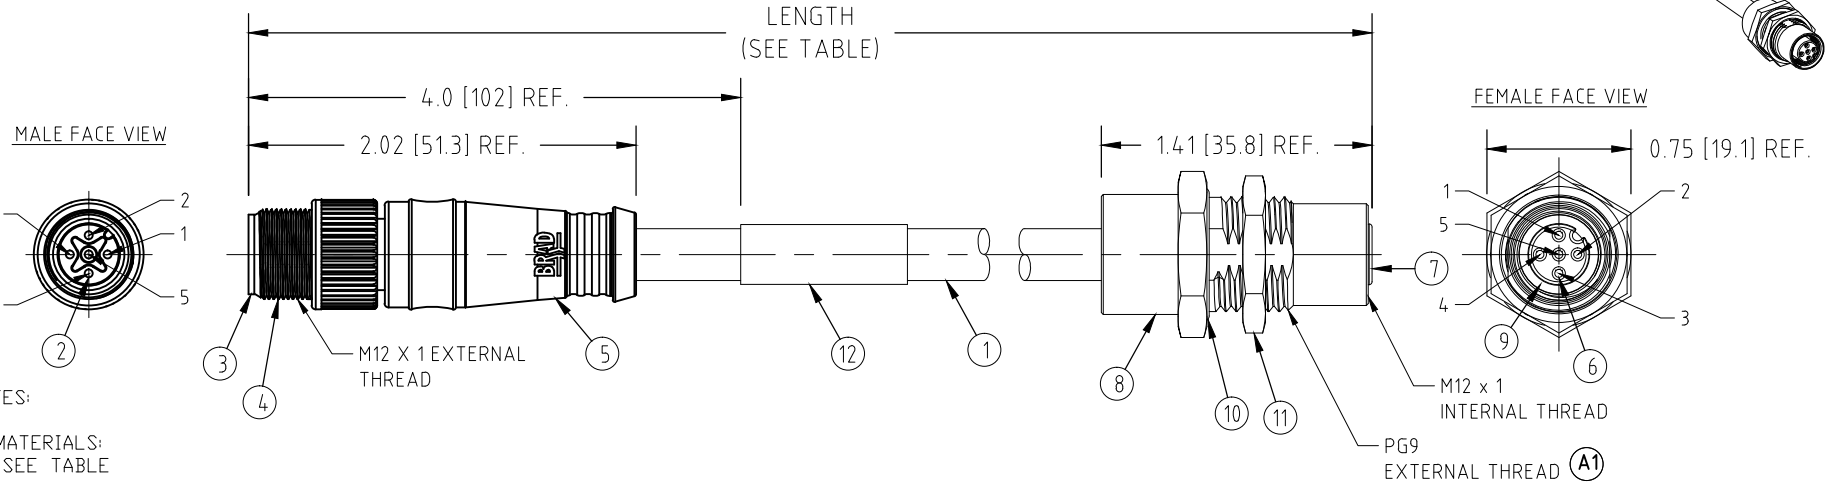 LENGTH
(SEE TABLE)
4.0 [102] REF.
FEMALE FACE VIEW
MALE FACE VIEW
2.02 [51.3] REF.
1.41 [35.8] REF.
0.75 [19.1] REF.
2
1
5
2
BRAD
1
2
5
4
3
7
9
6
3
4
5
12
1
8
10
11
M12 X 1 EXTERNAL
THREAD
M12 x 1
INTERNAL THREAD
PG9
EXTERNAL THREAD A1
TES:
MATERIALS:
SEE TABLE